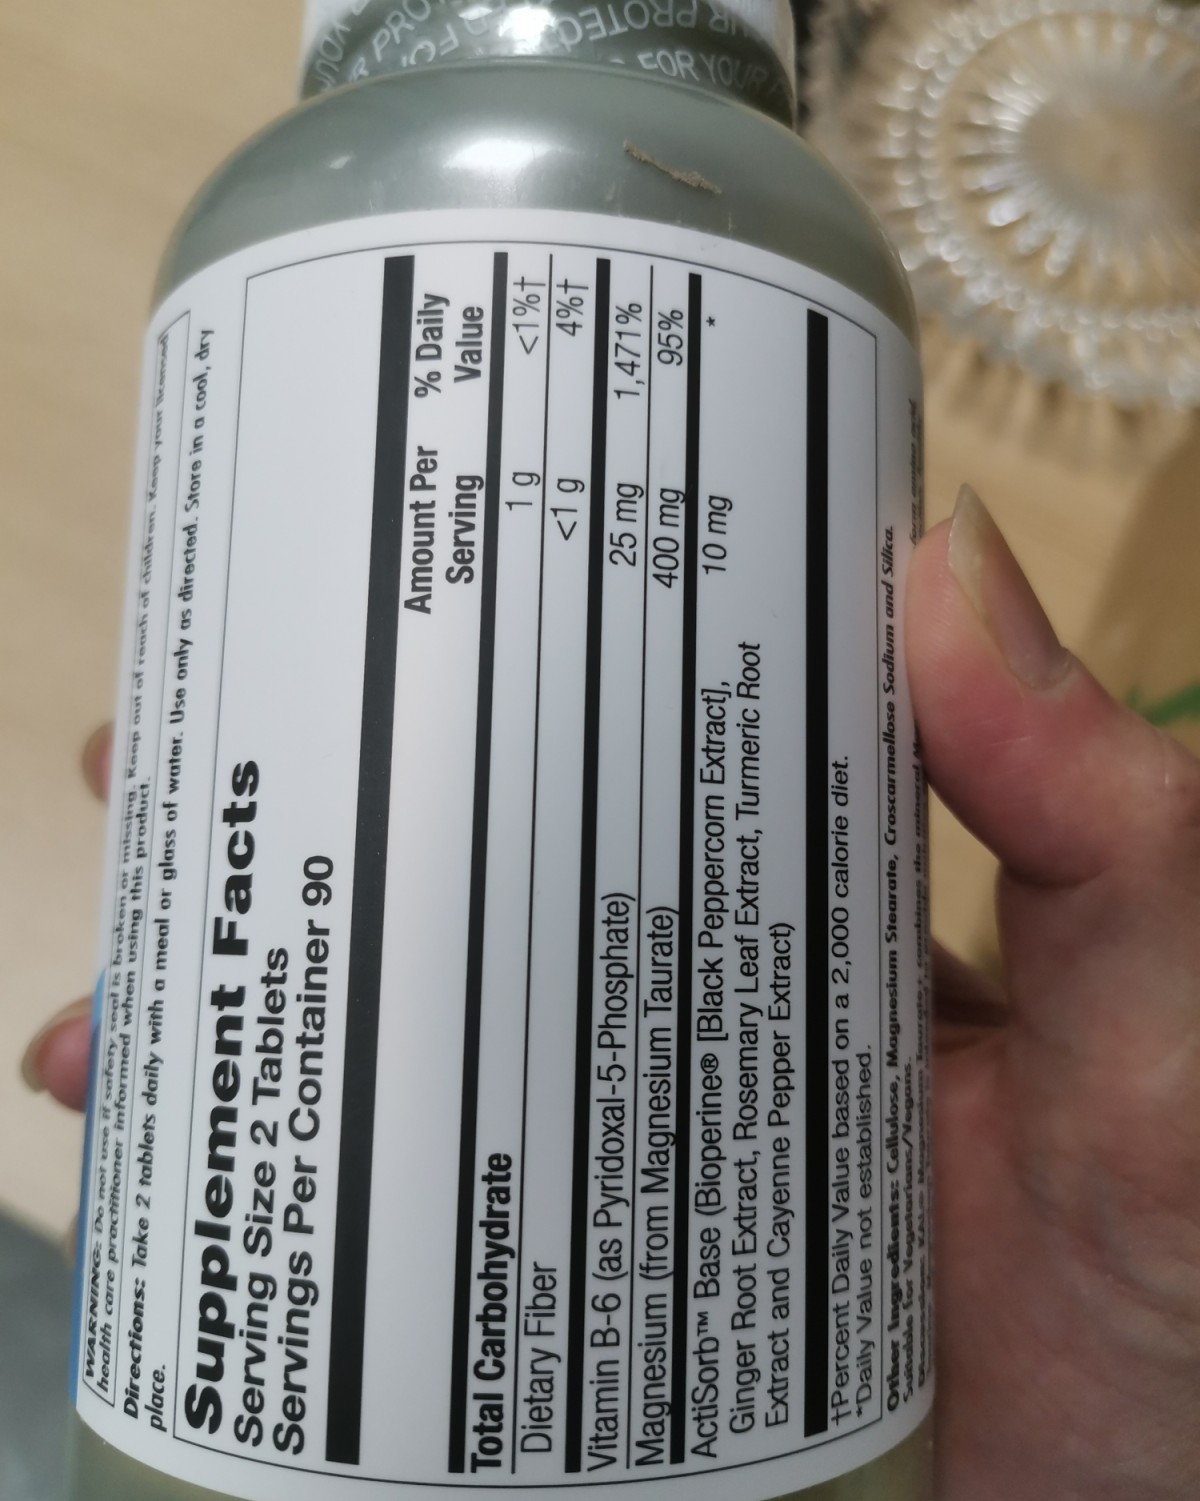 FOR YOUR
WARNING: Do not use if safety seal is broken or missing. Keep out of reach of children. Keep your licensed
health care practitioner informed when using this product.
Directions: Take 2 tablets daily with a meal or glass of water. Use only as directed. Store in a cool, dry
place.
Supplement Facts
Serving Size 2 Tablets
Servings Per Container 90
Amount Per Serving % Daily Value
Total Carbohydrate 1 g <1%†
Dietary Fiber <1 g 4%†
Vitamin B-6 (as Pyridoxal-5-Phosphate) 25 mg 1,471%
Magnesium (from Magnesium Taurate) 400 mg 95%
ActiSorb™ Base (Bioperine® [Black Peppercorn Extract], 10 mg *
Ginger Root Extract, Rosemary Leaf Extract, Turmeric Root
Extract and Cayenne Pepper Extract)
†Percent Daily Value based on a 2,000 calorie diet.
*Daily Value not established.
Other Ingredients: Cellulose, Magnesium Stearate, Croscarmellose Sodium and Silica.
Suitable for Vegetarians/Vegans.
combines the mineral